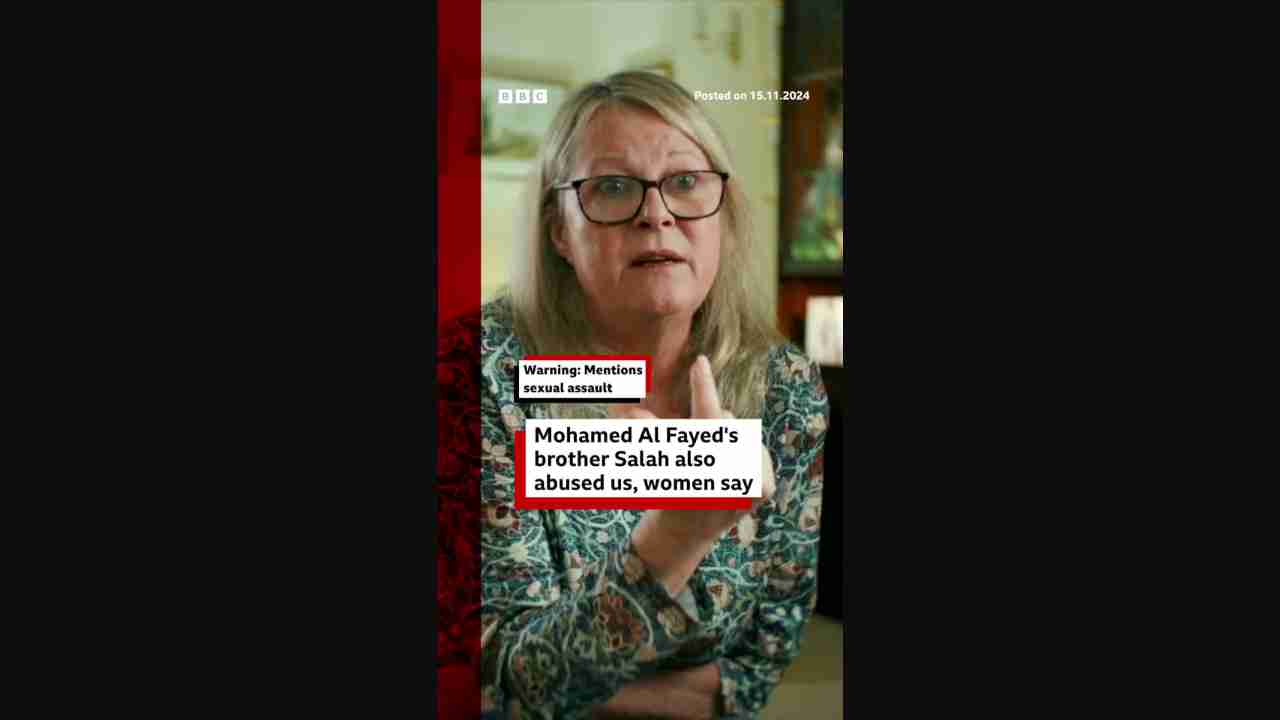 BBC
Posted on 15.11.2024
Warning: Mentions
sexual assault
Mohamed Al Fayed's
brother Salah also
abused us, women say